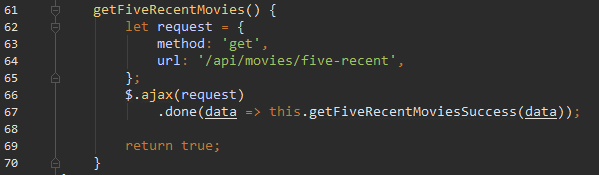 61 getFiveRecentMovies() {
62 let request = {
63 method: 'get',
64 url: '/api/movies/five-recent',
65 };
66 $.ajax(request)
67 .done(data => this.getFiveRecentMoviesSuccess(data));
68
69 return true;
70 }